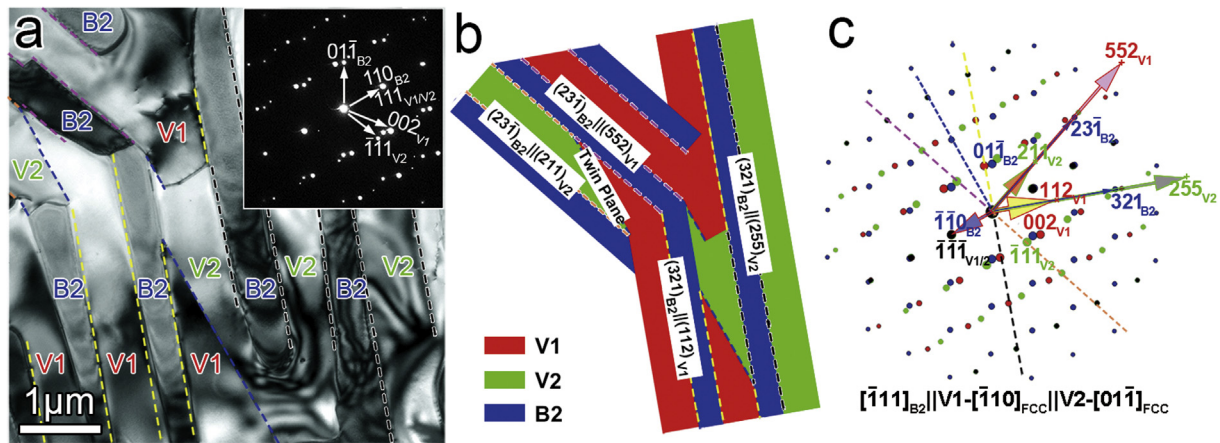 a
B2
B2
V1
V2
B2
B2
V2
B2
V2
B2
V2
V1
V1
V1
1μm
011̄B2
110B2
111V1/V2
002V1
1̄11V2
b
(231̄)B2||(552)V1
(231̄)B2||(211)V2
Twin Plane
(321)B2||(255)V2
(321)B2||(112)V1
V1
V2
B2
c
552V1
231̄B2
011̄B2
211V2
255V2
112V1
321B2
1̄1̄0B2
002V1
1̄1̄1̄V1/2
1̄11V2
[1̄11]B2||V1-[1̄10]FCC||V2-[011̄]FCC